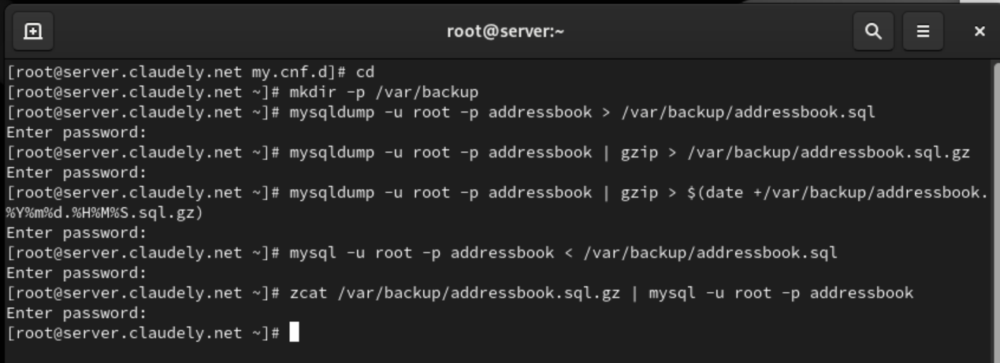 root@server:~
[root@server.claudely.net my.cnf.d]# cd
[root@server.claudely.net ~]# mkdir -p /var/backup
[root@server.claudely.net ~]# mysqldump -u root -p addressbook > /var/backup/addressbook.sql
Enter password:
[root@server.claudely.net ~]# mysqldump -u root -p addressbook | gzip > /var/backup/addressbook.sql.gz
Enter password:
[root@server.claudely.net ~]# mysqldump -u root -p addressbook | gzip > $(date +/var/backup/addressbook.
%Y%m%d.%H%M%S.sql.gz)
Enter password:
[root@server.claudely.net ~]# mysql -u root -p addressbook < /var/backup/addressbook.sql
Enter password:
[root@server.claudely.net ~]# zcat /var/backup/addressbook.sql.gz | mysql -u root -p addressbook
Enter password:
[root@server.claudely.net ~]#